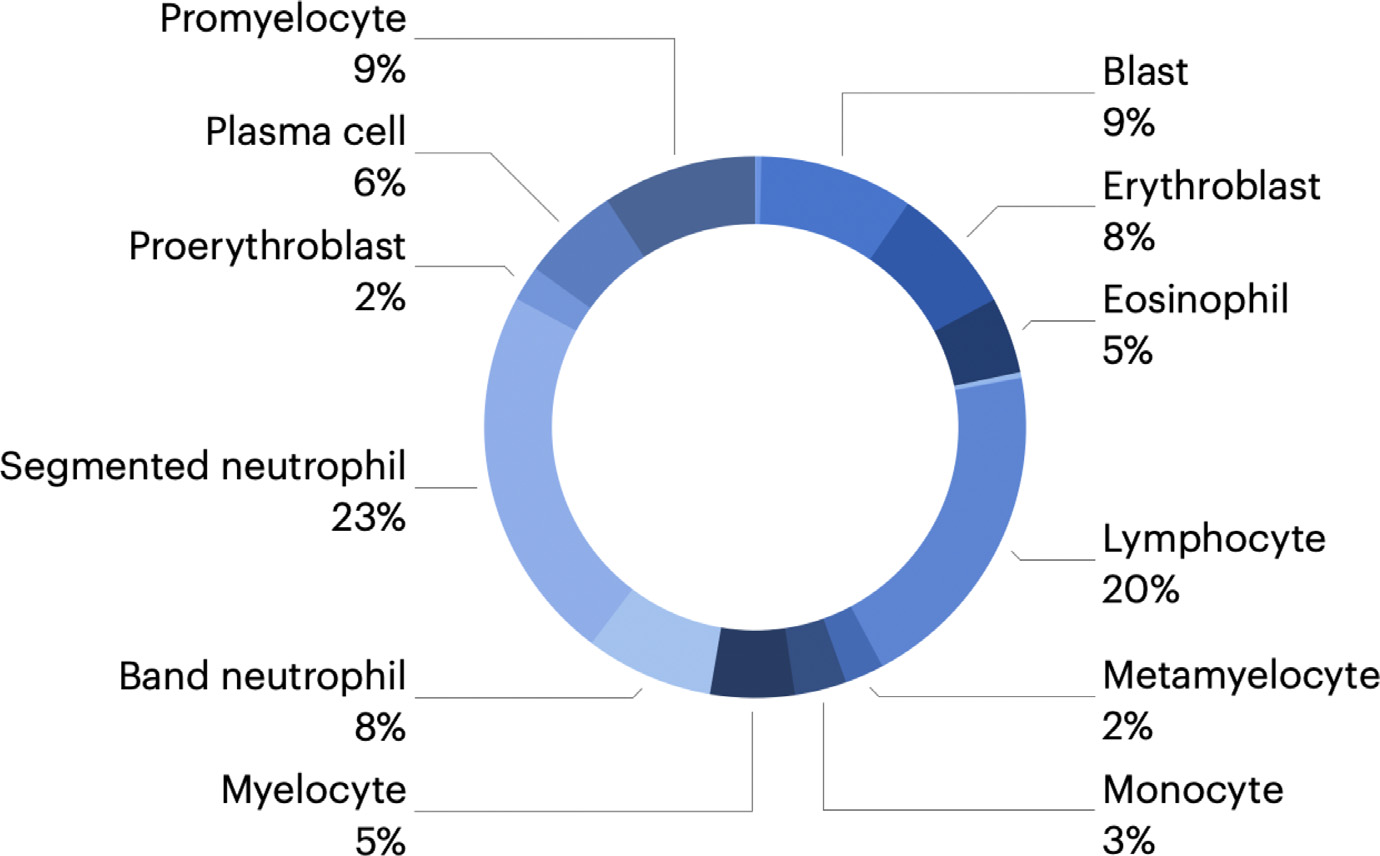 Promyelocyte
9%
Plasma cell
6%
Proerythroblast
2%
Segmented neutrophil
23%
Band neutrophil
8%
Myelocyte
5%
Blast
9%
Erythroblast
8%
Eosinophil
5%
Lymphocyte
20%
Metamyelocyte
2%
Monocyte
3%